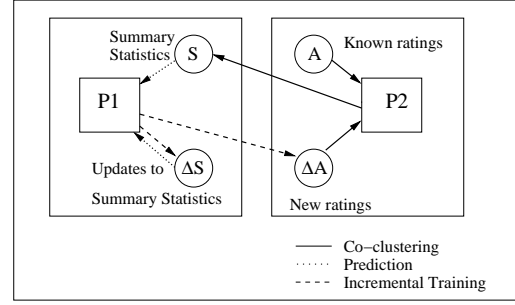 Summary
Statistics
S
A
Known ratings
P1
P2
Updates to
ΔS
ΔA
Summary Statistics
New ratings
Co−clustering
Prediction
Incremental Training